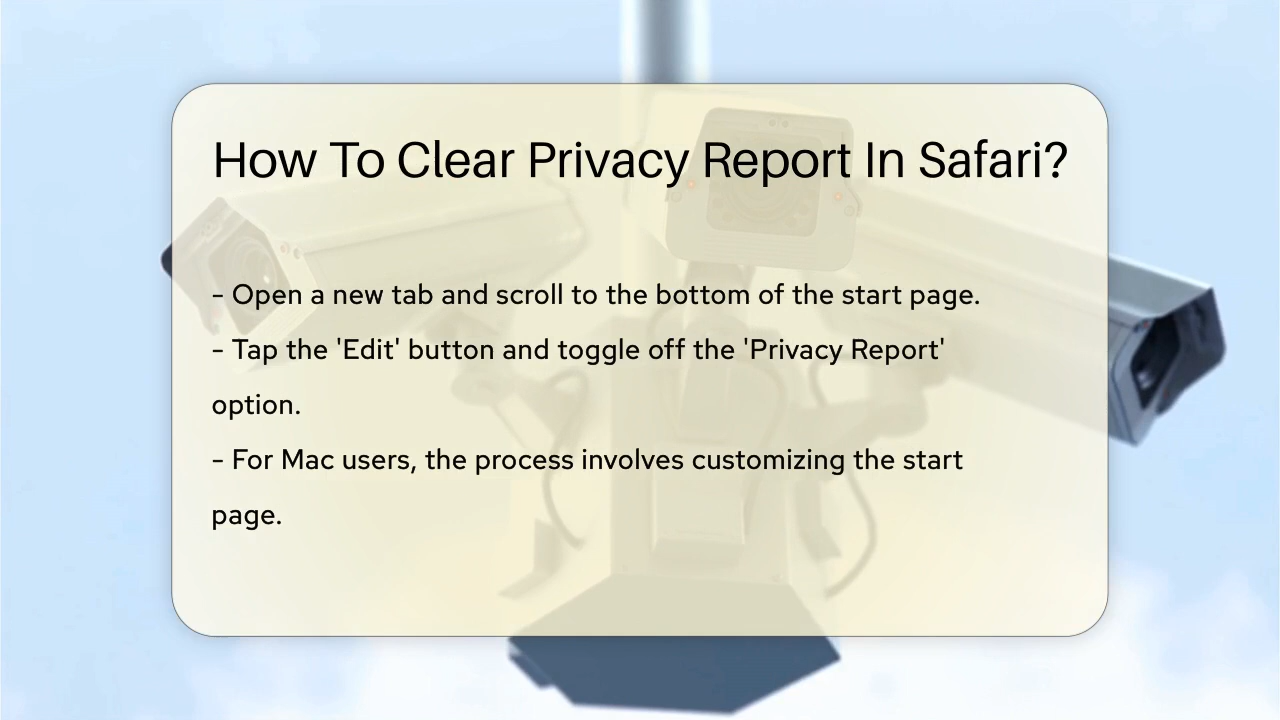 How To Clear Privacy Report In Safari?
- Open a new tab and scroll to the bottom of the start page.
- Tap the 'Edit' button and toggle off the 'Privacy Report'
option.
- For Mac users, the process involves customizing the start
page.